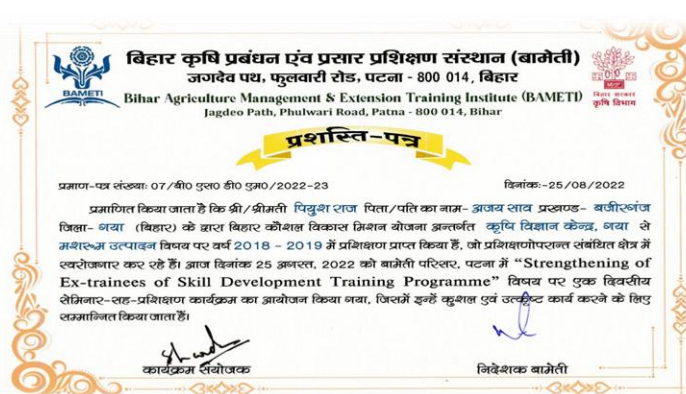 बिहार कृषि प्रबंधन एंव प्रसार प्रशिक्षण संस्थान (बामेती)
जगदेव पथ, फुलवारी रोड, पटना - 800 014, बिहार
BAMETI
Bihar Agriculture Management & Extension Training Institute (BAMETI)
Jagdeo Path, Phulwari Road, Patna - 800 014, Bihar
बिहार सरकार
कृषि विभाग
प्रशस्ति-पत्र
प्रमाण-पत्र संख्याः 07/बी0 एस0 डी0 एम0/2022-23
दिनांकः-25/08/2022
प्रमाणित किया जाता है कि श्री/श्रीमती पियुश राज पिता/पति का नाम- अजय साव प्रखण्ड- बजीरगंज
जिला- गया (बिहार) के द्वारा बिहार कौशल विकास मिशन योजना अन्तर्गत कृषि विज्ञान केन्द्र, गया से
मशरूम उत्पादन विषय पर वर्ष 2018 - 2019 में प्रशिक्षण प्राप्त किया हैं, जो प्रशिक्षणोपरान्त संबंधित क्षेत्र में
स्वरोजगार कर रहे हैं। आज दिनांक 25 अगस्त, 2022 को बामेती परिसर, पटना में “Strengthening of
Ex-trainees of Skill Development Training Programme” विषय पर एक दिवसीय
सेमिनार-सह-प्रशिक्षण कार्यक्रम का आयोजन किया गया, जिसमें इन्हें कुशल एवं उत्कृष्ट कार्य करने के लिए
सम्मानित किया जाता हैं।
कार्यक्रम संयोजक
निदेशक बामेती